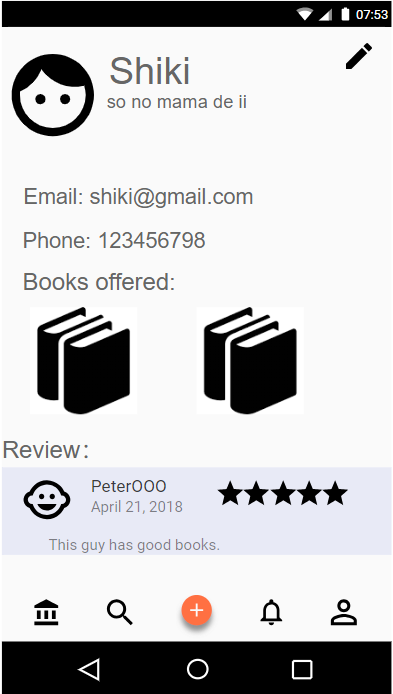 07:53
Shiki
so no mama de ii
Email: shiki@gmail.com
Phone: 123456798
Books offered:
Review:
PeterOOO
April 21, 2018
This guy has good books.